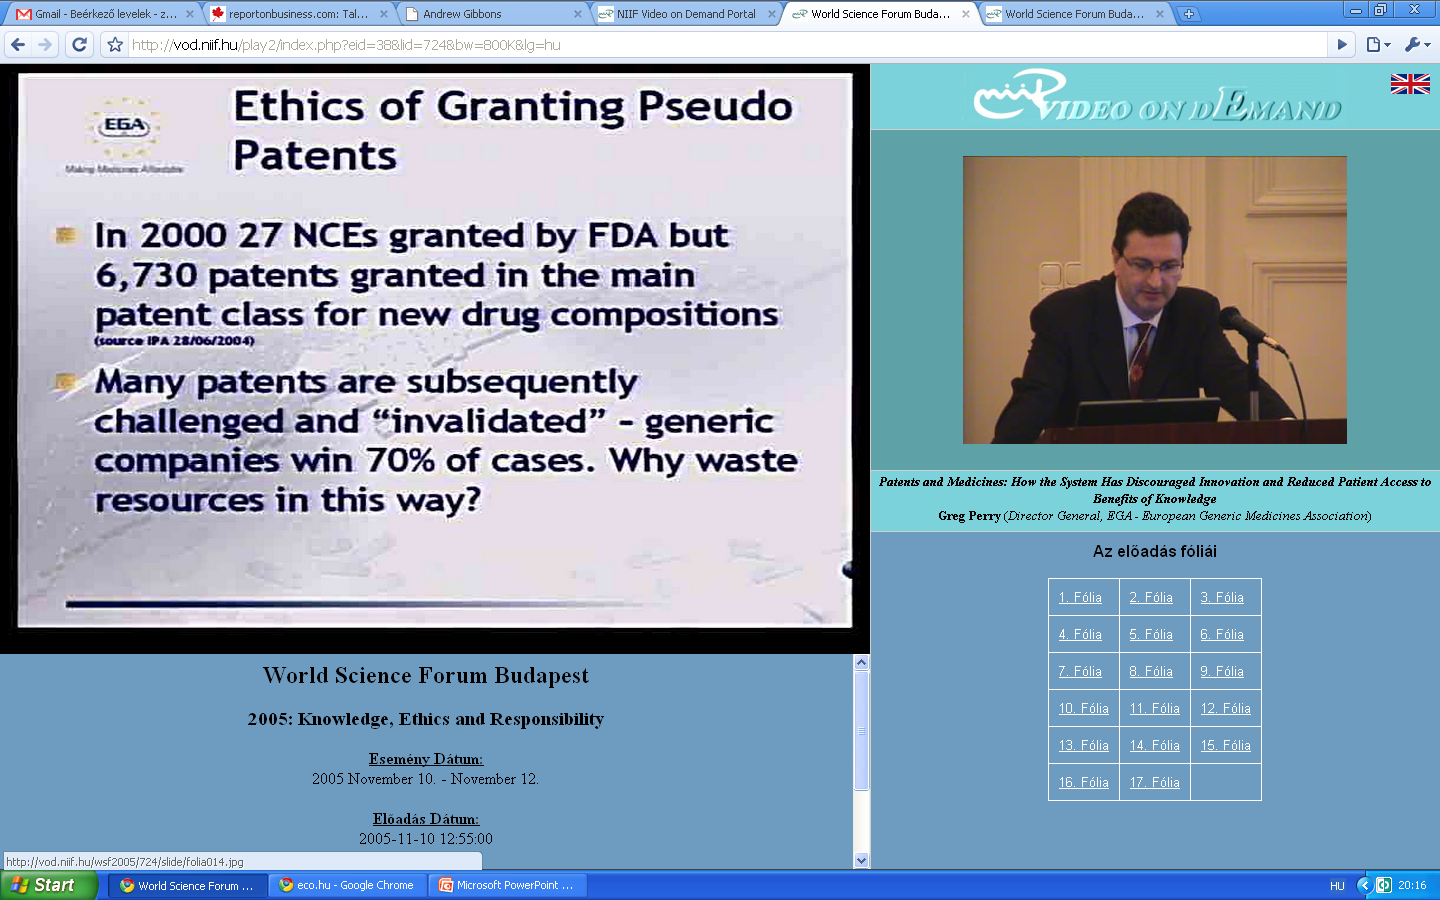 Gmail - Beérkező levelek - z...
reportonbusiness.com: Tal...
Andrew Gibbons
NIIF Video on Demand Portal
World Science Forum Buda...
World Science Forum Buda...
http://vod.niif.hu/play2/index.php?eid=38&lid=724&bw=800K&lg=hu
EGA
Making Medicines Affordable
Ethics of Granting Pseudo
Patents
In 2000 27 NCEs granted by FDA but
6,730 patents granted in the main
patent class for new drug compositions
(source IPA 28/06/2004)
Many patents are subsequently
challenged and “invalidated” - generic
companies win 70% of cases. Why waste
resources in this way?
VIDEO ON dEMAND
Patents and Medicines: How the System Has Discouraged Innovation and Reduced Patient Access to
Benefits of Knowledge
Greg Perry (Director General, EGA - European Generic Medicines Association)
Az előadás fóliái
1. Fólia 2. Fólia 3. Fólia
4. Fólia 5. Fólia 6. Fólia
7. Fólia 8. Fólia 9. Fólia
10. Fólia 11. Fólia 12. Fólia
13. Fólia 14. Fólia 15. Fólia
16. Fólia 17. Fólia
World Science Forum Budapest
2005: Knowledge, Ethics and Responsibility
Esemény Dátum:
2005 November 10. - November 12.
Előadás Dátum:
2005-11-10 12:55:00
http://vod.niif.hu/wsf2005/724/slide/folia014.jpg
Start
World Science Forum ...
eco.hu - Google Chrome
Microsoft PowerPoint ...
HU
20:16